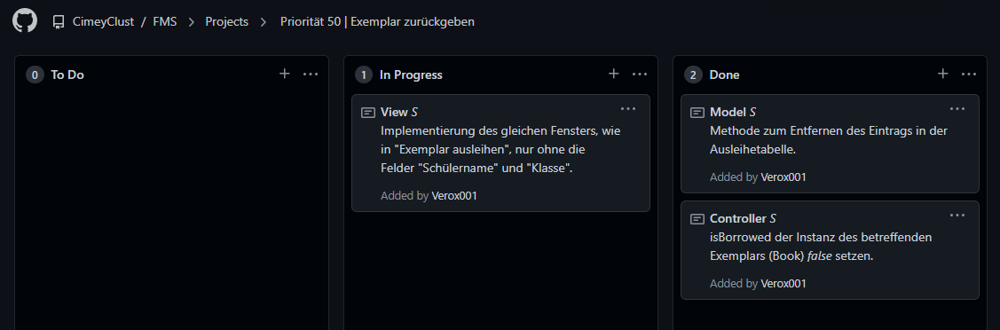 CimeyClust / FMS > Projects > Priorität 50 | Exemplar zurückgeben
0 To Do + ...
1 In Progress + ...
View S ...
Implementierung des gleichen Fensters, wie
in "Exemplar ausleihen", nur ohne die
Felder "Schülername" und "Klasse".
Added by Verox001
2 Done + ...
Model S ...
Methode zum Entfernen des Eintrags in der
Ausleihetabelle.
Added by Verox001
Controller S ...
isBorrowed der Instanz des betreffenden
Exemplars (Book) false setzen.
Added by Verox001